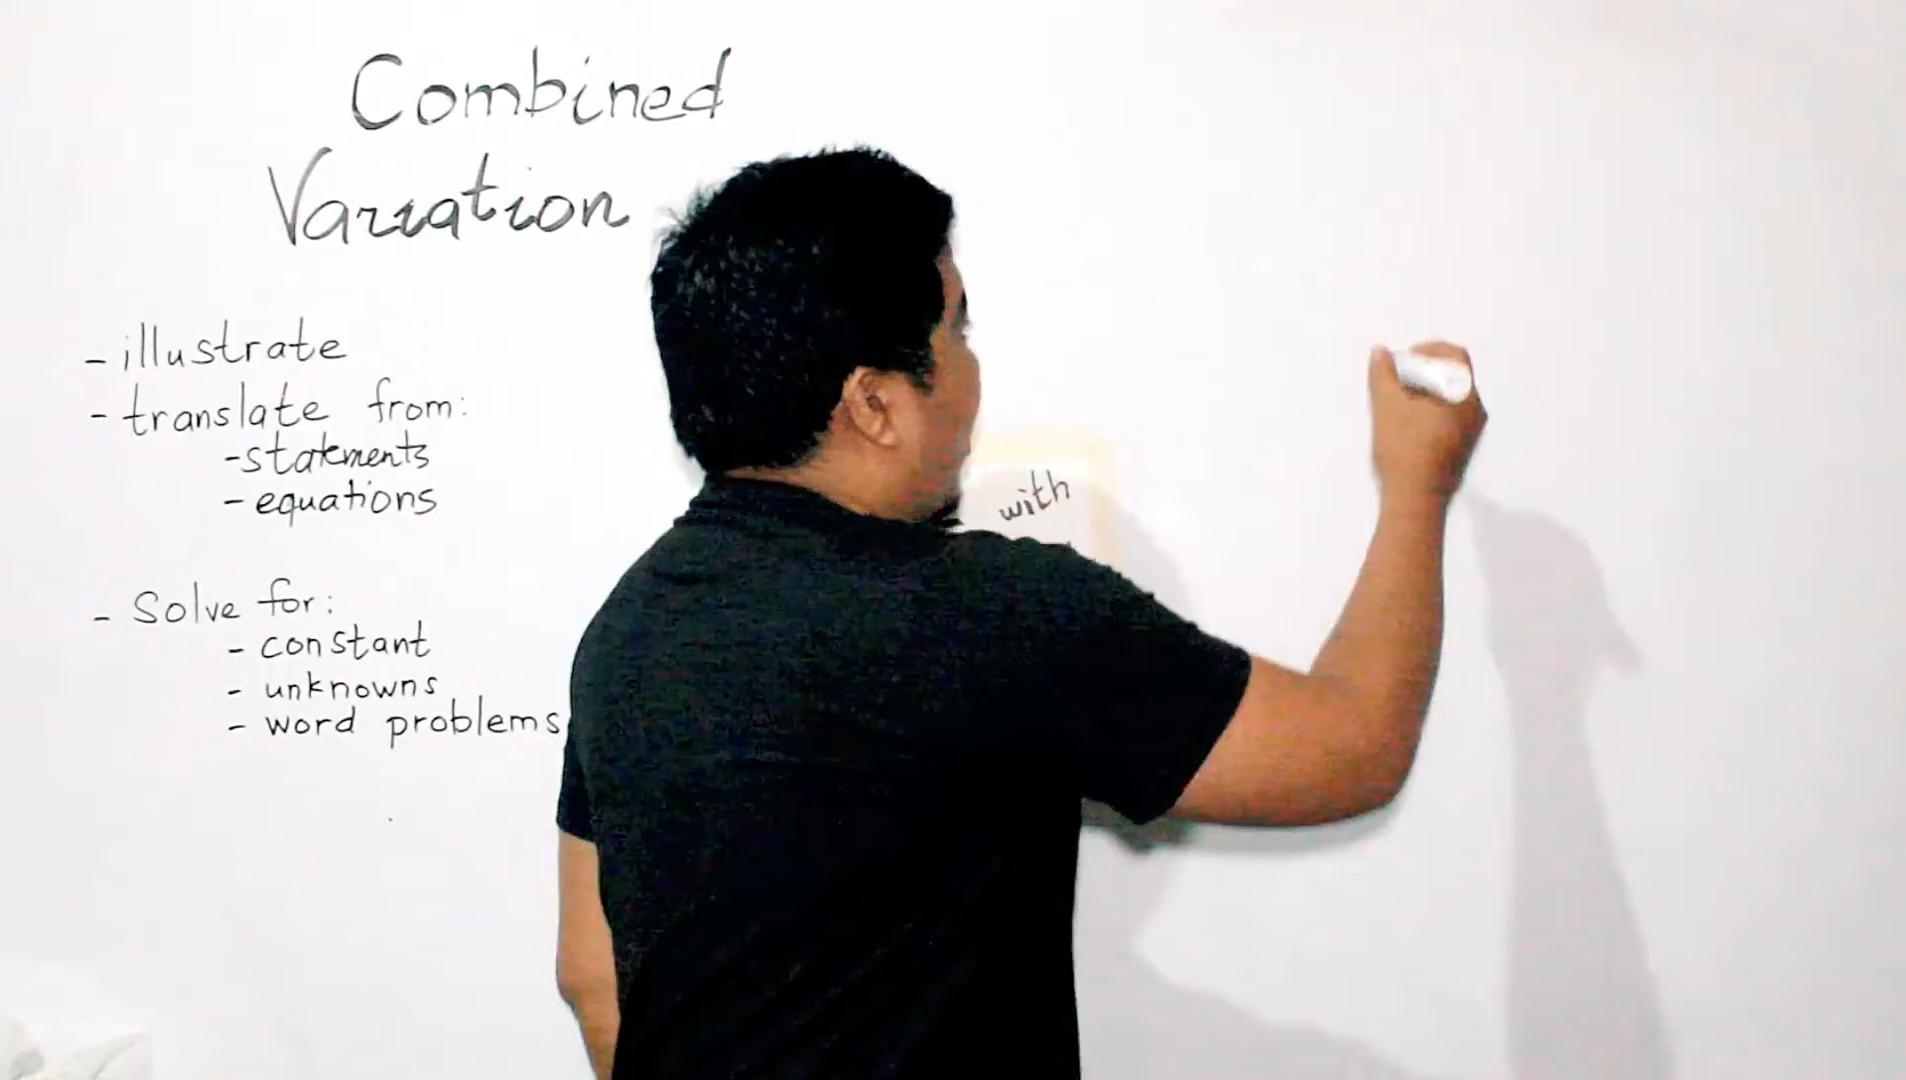 Combined
Variation
- illustrate
- translate from:
- statements
- equations
- Solve for:
- constant
- unknowns
- word problems
with